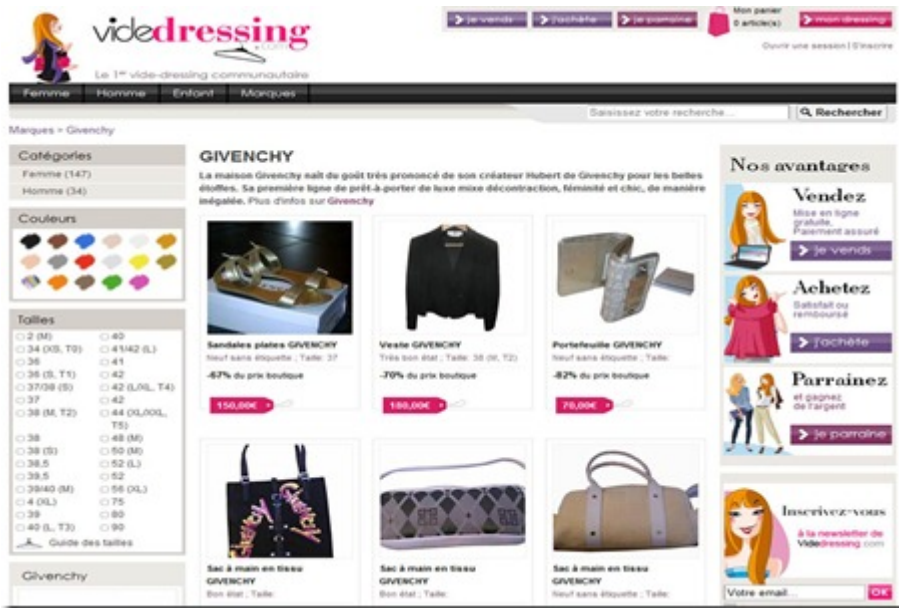 videdressing
.com
Le 1er vide-dressing communautaire
je vends
j'achète
je parraine
Mon panier
0 article(s)
mon dressing
Ouvrir une session | S'inscrire
Femme
Homme
Enfant
Marques
Saisissez votre recherche...
Rechercher
Marques > Givenchy
Catégories
Femme (147)
Homme (34)
Couleurs
Tailles
2 (M) 40
34 (XS, T0) 41/42 (L)
36 41
36 (S, T1) 42
37/38 (S) 42 (L/XL, T4)
37 42
38 (M, T2) 44 (XL/XXL, T5)
38 48 (M)
38 (S) 50 (M)
38,5 52 (L)
39,5 52
39/40 (M) 56 (XL)
4 (XL) 75
39 80
40 (L, T3) 90
Guide des tailles
Givenchy
GIVENCHY
La maison Givenchy naît du goût très prononcé de son créateur Hubert de Givenchy pour les belles
étoffes. Sa première ligne de prêt-à-porter de luxe mixe décontraction, féminité et chic, de manière
inégalée. Plus d'infos sur Givenchy
Sandales plates GIVENCHY
Neuf sans étiquette ; Taille: 37
-67% du prix boutique
150,00€
Veste GIVENCHY
Très bon état ; Taille: 38 (M, T2)
-70% du prix boutique
180,00€
Portefeuille GIVENCHY
Neuf sans étiquette ; Taille:
-82% du prix boutique
70,00€
Sac à main en tissu
GIVENCHY
Bon état ; Taille:
Sac à main en tissu
GIVENCHY
Bon état ; Taille:
Sac à main en tissu
GIVENCHY
Neuf sans étiquette ; Taille:
Nos avantages
Vendez
Mise en ligne
gratuite,
Paiement assuré
je vends
Achetez
Satisfait ou
remboursé
j'achète
Parrainez
et gagnez
de l'argent
je parraine
Inscrivez-vous
à la newsletter de
Videdressing.com
Votre email...
OK